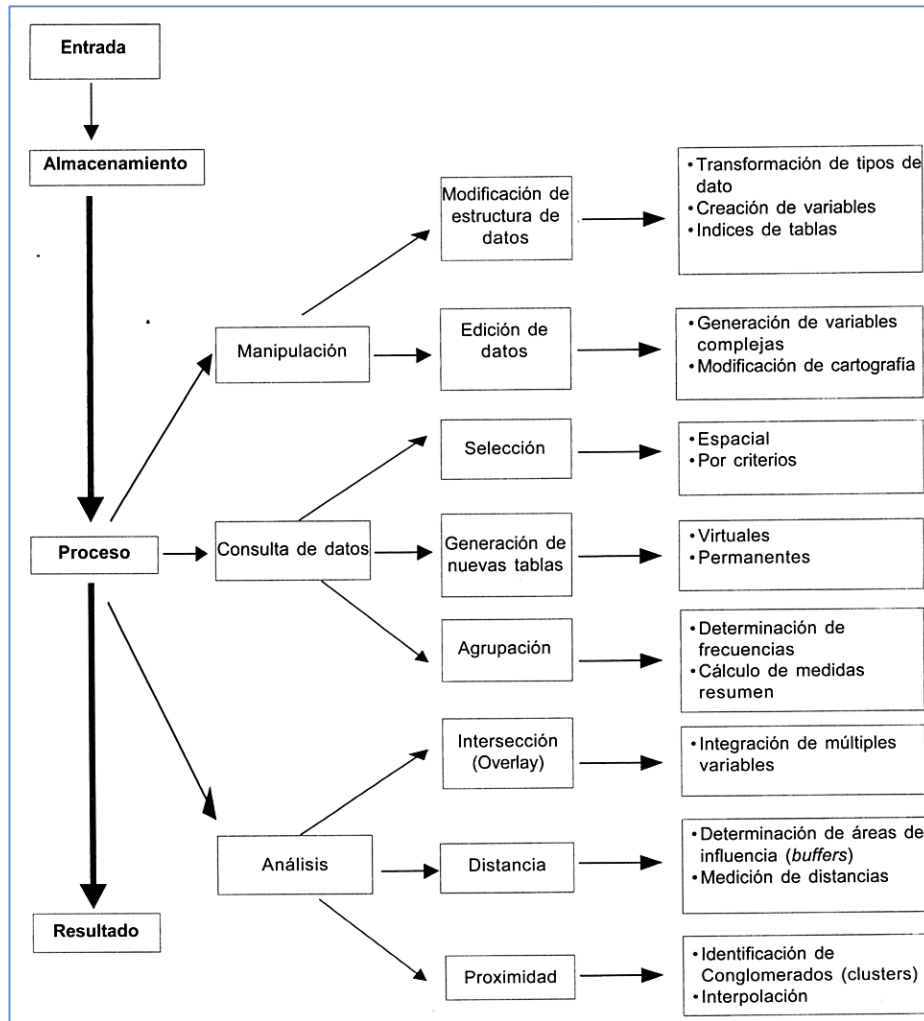 Entrada
Almacenamiento
Modificación de
estructura de
datos
• Transformación de tipos de
dato
• Creación de variables
• Indices de tablas
Manipulación
Edición de
datos
• Generación de variables
complejas
• Modificación de cartografía
Selección
• Espacial
• Por criterios
Proceso
Consulta de datos
Generación de
nuevas tablas
• Virtuales
• Permanentes
Agrupación
• Determinación de
frecuencias
• Cálculo de medidas
resumen
Intersección
(Overlay)
• Integración de múltiples
variables
Análisis
Distancia
• Determinación de áreas de
influencia (buffers)
• Medición de distancias
Resultado
Proximidad
• Identificación de
Conglomerados (clusters)
• Interpolación